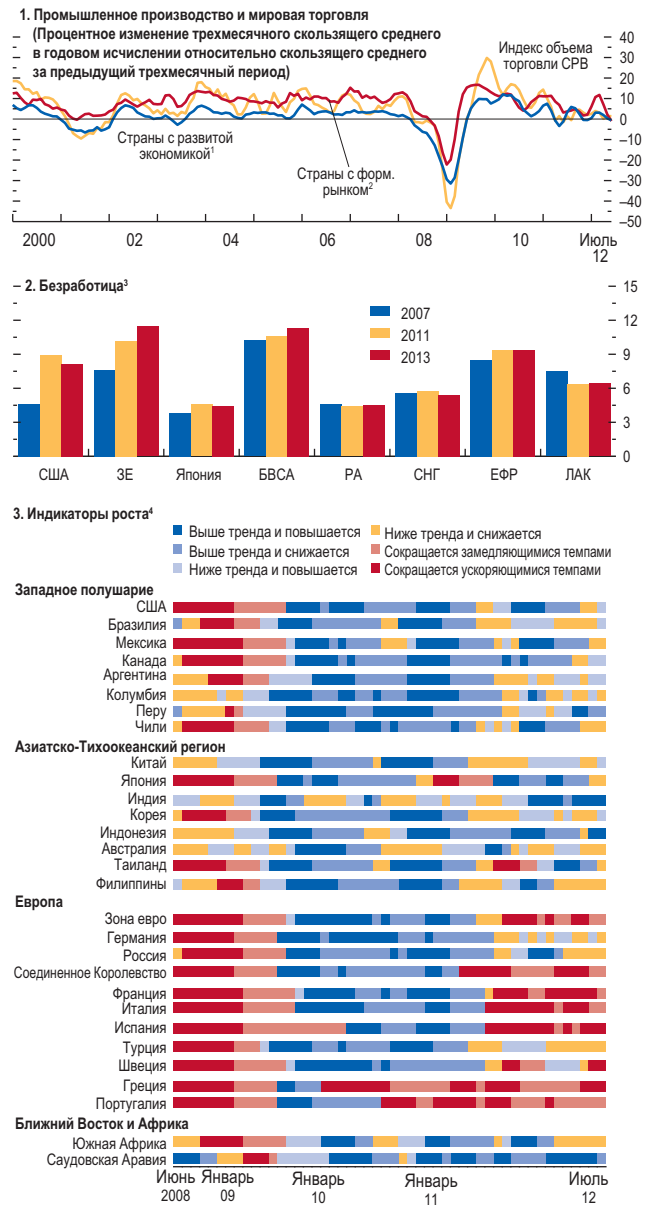 1. Промышленное производство и мировая торговля
(Процентное изменение трехмесячного скользящего среднего
в годовом исчислении относительно скользящего среднего
за предыдущий трехмесячный период)
Индекс объема
торговли СРВ
Страны с развитой
экономикой¹
Страны с форм.
рынком²
40
30
20
10
0
–10
–20
–30
–40
–50
2000 02 04 06 08 10 Июль
12
2. Безработица³
2007
2011
2013
15
12
9
6
3
0
США ЗЕ Япония БВСА РА СНГ ЕФР ЛАК
3. Индикаторы роста⁴
Выше тренда и повышается Ниже тренда и снижается
Выше тренда и снижается Сокращается замедляющимися темпами
Ниже тренда и повышается Сокращается ускоряющимися темпами
Западное полушарие
США
Бразилия
Мексика
Канада
Аргентина
Колумбия
Перу
Чили
Азиатско-Тихоокеанский регион
Китай
Япония
Индия
Корея
Индонезия
Австралия
Таиланд
Филиппины
Европа
Зона евро
Германия
Россия
Соединенное Королевство
Франция
Италия
Испания
Турция
Швеция
Греция
Португалия
Ближний Восток и Африка
Южная Африка
Саудовская Аравия
Июнь Январь Январь Январь Июль
2008 09 10 11 12